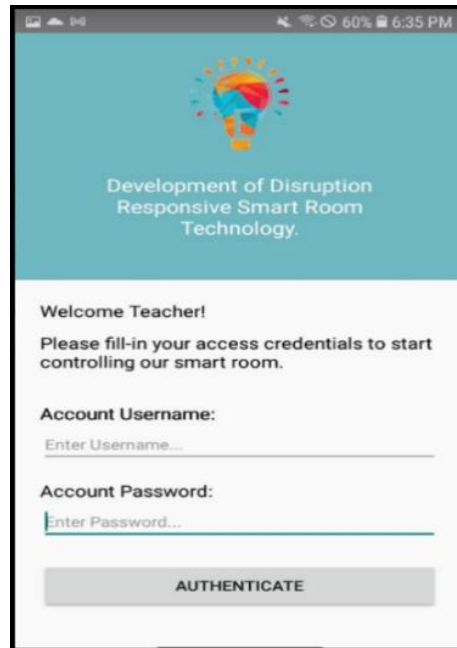 60% 6:35 PM
Development of Disruption
Responsive Smart Room
Technology.
Welcome Teacher!
Please fill-in your access credentials to start
controlling our smart room.
Account Username:
Enter Username...
Account Password:
Enter Password...
AUTHENTICATE